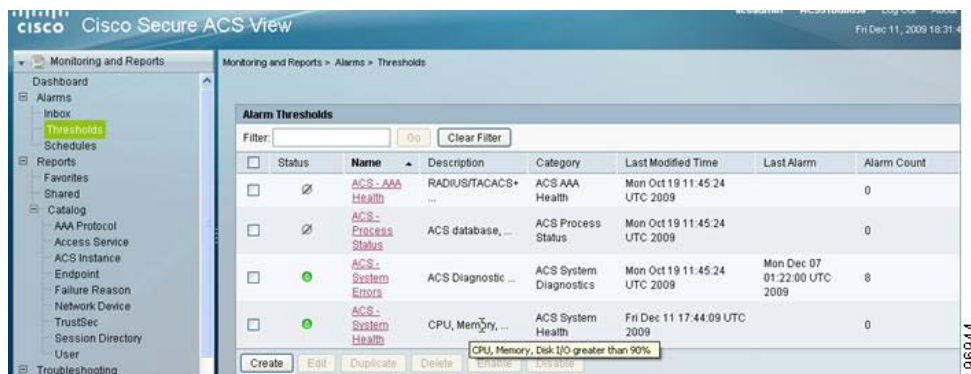 CISCO Cisco Secure ACS View
Fri Dec 11, 2009 18:31:4
Monitoring and Reports
Dashboard
Alarms
Inbox
Thresholds
Schedules
Reports
Favorites
Shared
Catalog
AAA Protocol
Access Service
ACS Instance
Endpoint
Failure Reason
Network Device
TrustSec
Session Directory
User
Troubleshooting
Monitoring and Reports > Alarms > Thresholds
Alarm Thresholds
Filter: Go Clear Filter
Status Name Description Category Last Modified Time Last Alarm Alarm Count
ACS - AAA Health RADIUS/TACACS+ ... ACS AAA Health Mon Oct 19 11:45:24 UTC 2009 0
ACS - Process Status ACS database, ... ACS Process Status Mon Oct 19 11:45:24 UTC 2009 0
ACS - System Errors ACS Diagnostic ... ACS System Diagnostics Mon Oct 19 11:45:24 UTC 2009 Mon Dec 07 01:22:00 UTC 2009 8
ACS - System Health CPU, Memory, ... ACS System Health Fri Dec 11 17:44:09 UTC 2009 0
CPU, Memory, Disk I/O greater than 90%
Create Edit Duplicate Delete Enable Disable